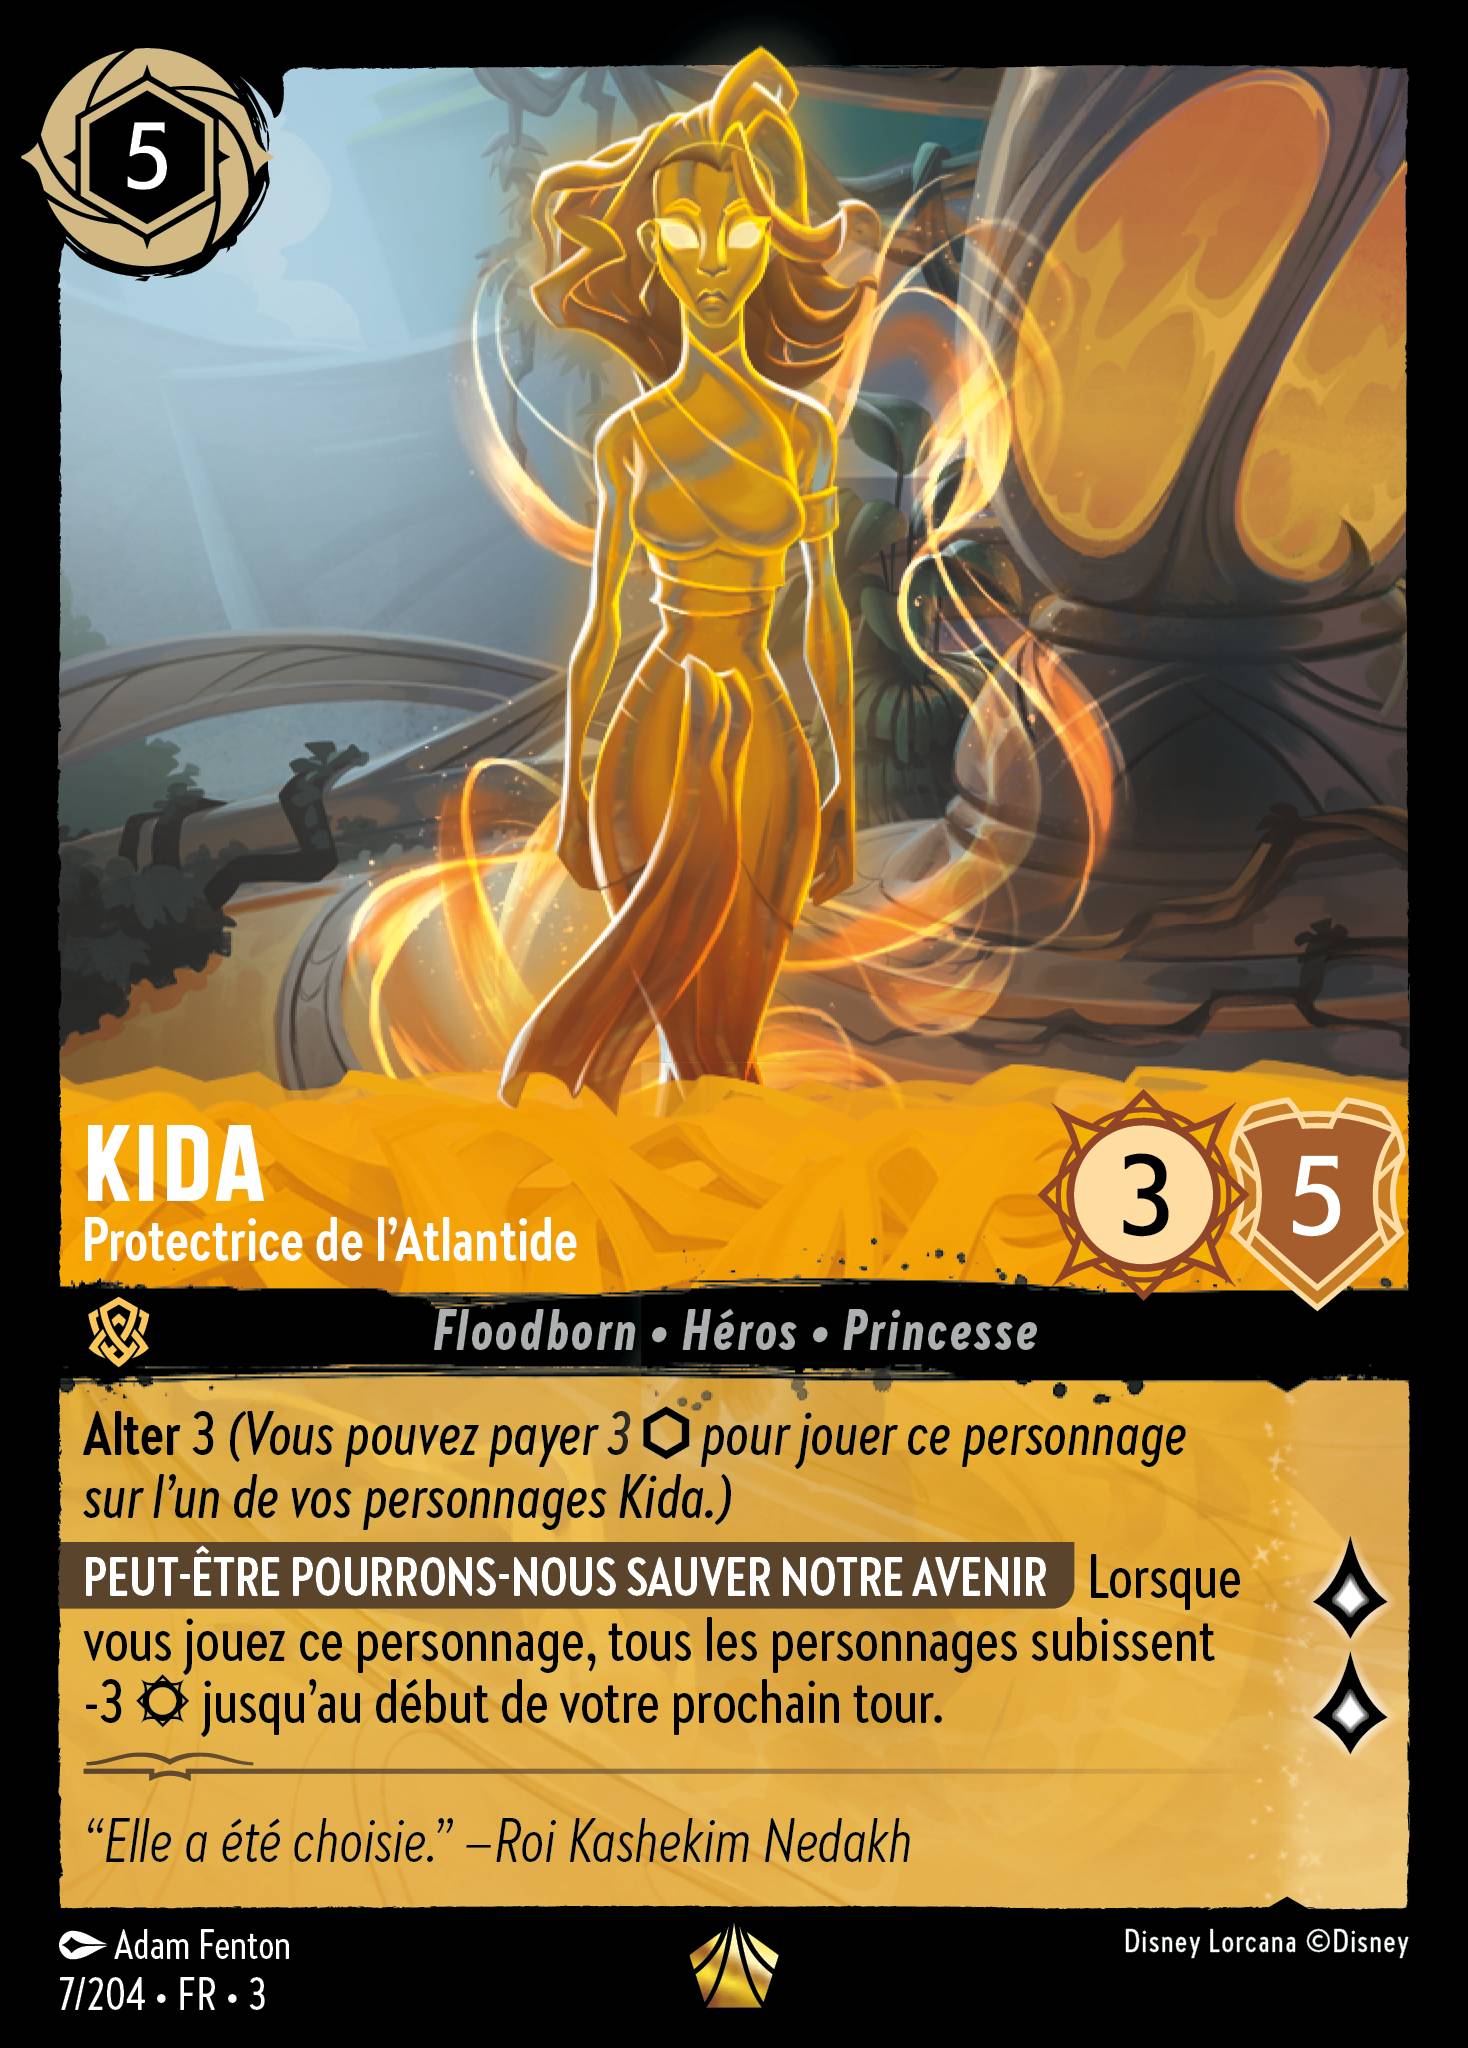 5
KIDA
Protectrice de l’Atlantide
3
5
Floodborn • Héros • Princesse
Alter 3 (Vous pouvez payer 3 ⬡ pour jouer ce personnage
sur l’un de vos personnages Kida.)
PEUT-ÊTRE POURRONS-NOUS SAUVER NOTRE AVENIR Lorsque
vous jouez ce personnage, tous les personnages subissent
-3 ¤ jusqu’au début de votre prochain tour.
“Elle a été choisie.” —Roi Kashekim Nedakh
Adam Fenton
Disney Lorcana ©Disney
7/204 • FR • 3